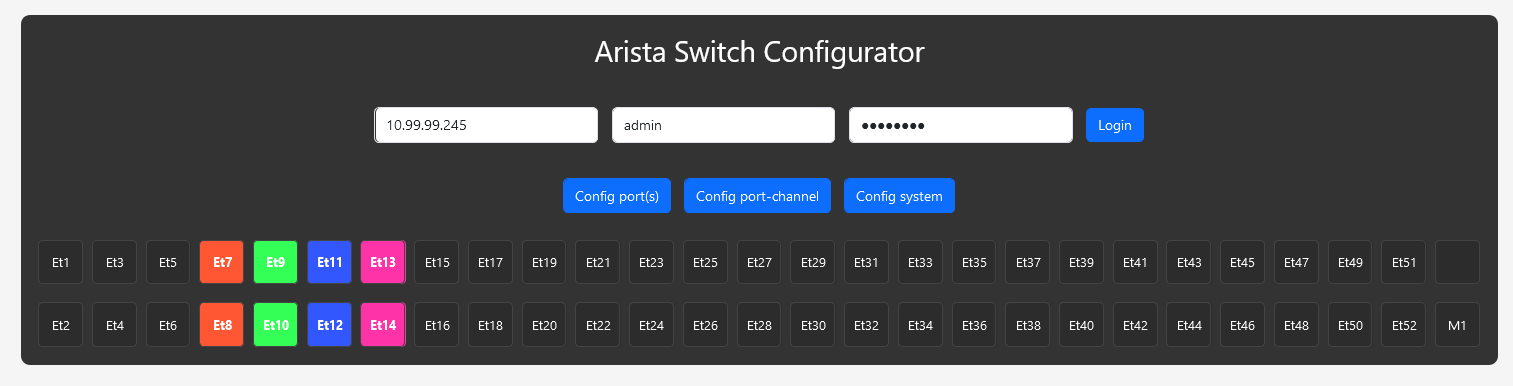 Arista Switch Configurator
10.99.99.245 admin ●●●●●●●● Login
Config port(s) Config port-channel Config system
Et1 Et3 Et5 Et7 Et9 Et11 Et13 Et15 Et17 Et19 Et21 Et23 Et25 Et27 Et29 Et31 Et33 Et35 Et37 Et39 Et41 Et43 Et45 Et47 Et49 Et51
Et2 Et4 Et6 Et8 Et10 Et12 Et14 Et16 Et18 Et20 Et22 Et24 Et26 Et28 Et30 Et32 Et34 Et36 Et38 Et40 Et42 Et44 Et46 Et48 Et50 Et52 M1